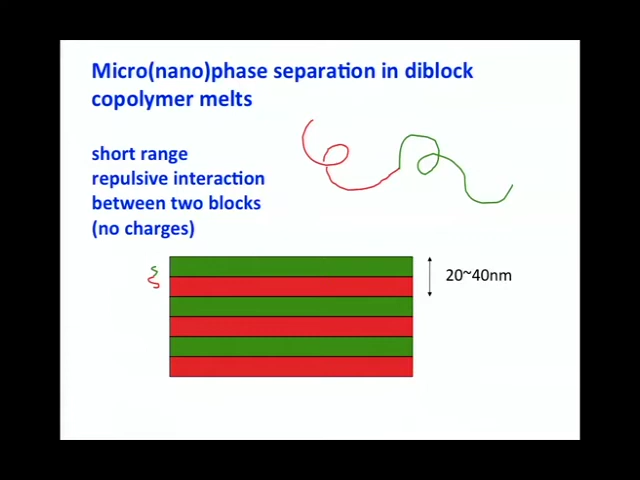 Micro(nano)phase separation in diblock
copolymer melts
short range
repulsive interaction
between two blocks
(no charges)
20~40nm